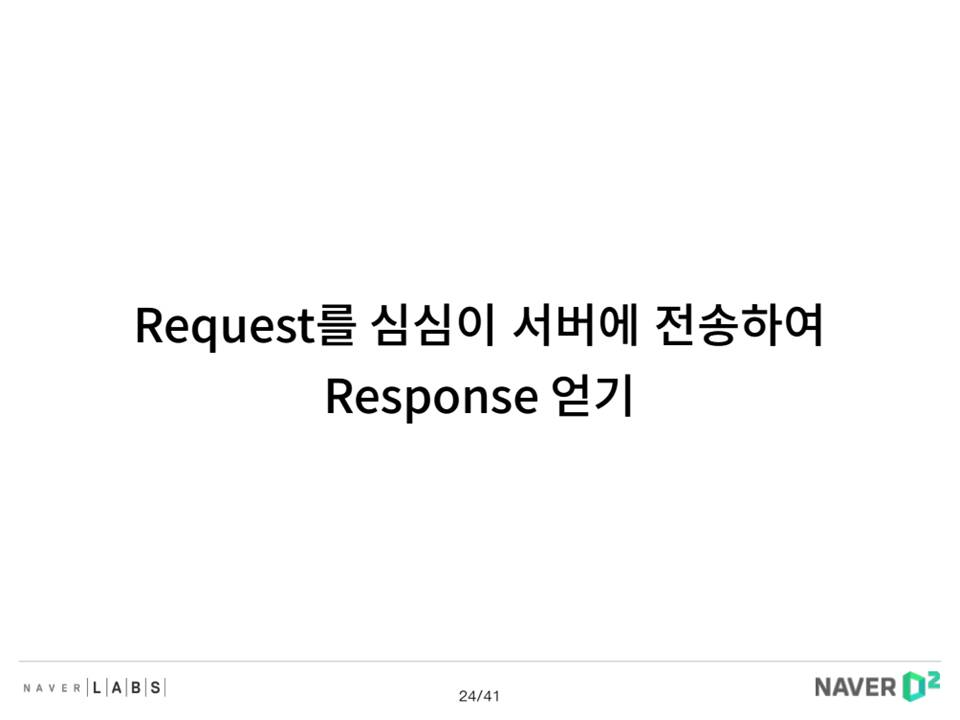 Request를 심심이 서버에 전송하여
Response 얻기
NAVER LABS
24/41
NAVER D2